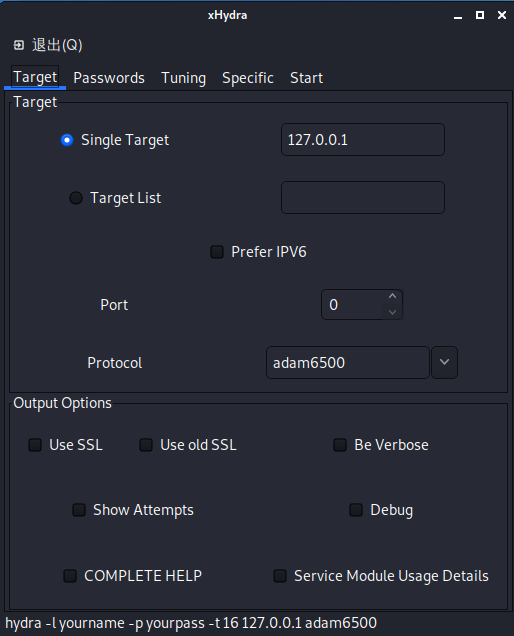 xHydra
退出(Q)
Target Passwords Tuning Specific Start
Target
Single Target 127.0.0.1
Target List
Prefer IPV6
Port 0
Protocol adam6500
Output Options
Use SSL Use old SSL Be Verbose
Show Attempts Debug
COMPLETE HELP Service Module Usage Details
hydra -l yourname -p yourpass -t 16 127.0.0.1 adam6500